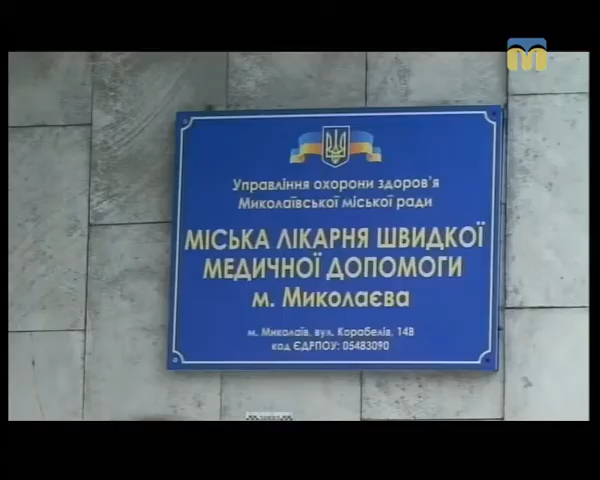 Управління охорони здоров'я
Миколаївської міської ради
МІСЬКА ЛІКАРНЯ ШВИДКОЇ
МЕДИЧНОЇ ДОПОМОГИ
м. Миколаєва
м. Миколаїв, вул. Корабелів, 14В
код ЄДРПОУ: 05483090